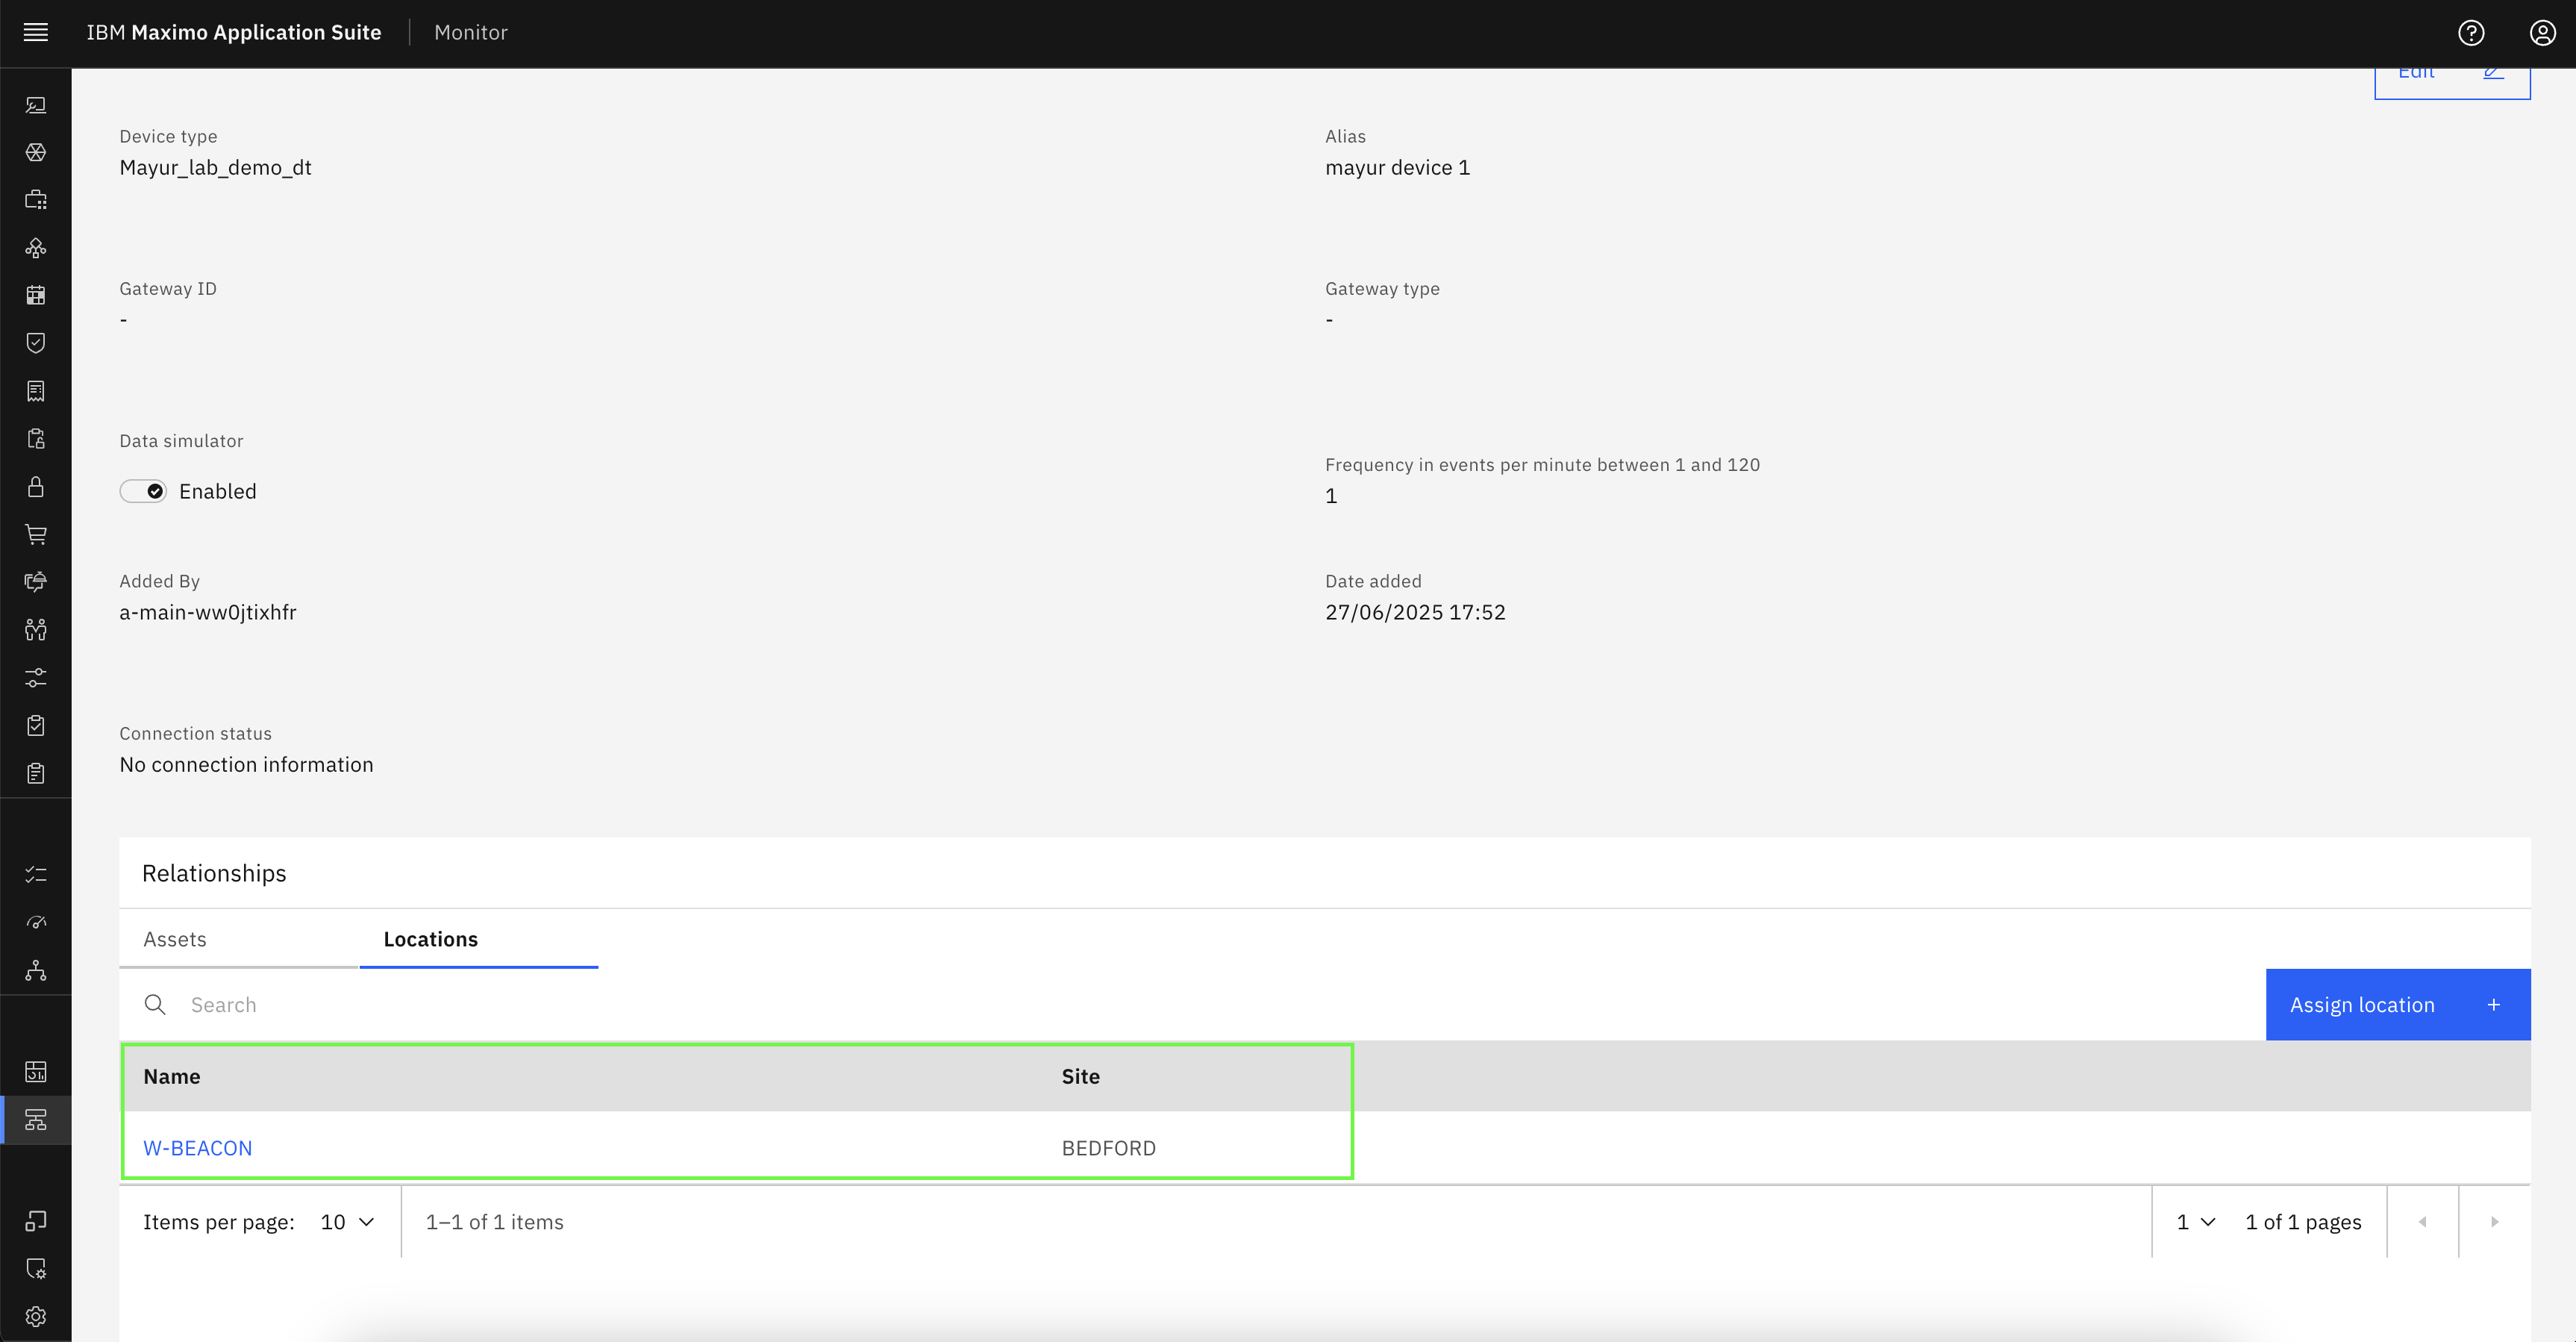 IBM Maximo Application Suite
Monitor
Edit
Device type
Mayur_lab_demo_dt
Alias
mayur device 1
Gateway ID
-
Gateway type
-
Data simulator
Enabled
Frequency in events per minute between 1 and 120
1
Added By
a-main-ww0jtixhfr
Date added
27/06/2025 17:52
Connection status
No connection information
Relationships
Assets
Locations
Search
Assign location +
Name
Site
W-BEACON
BEDFORD
Items per page: 10
1–1 of 1 items
1
1 of 1 pages